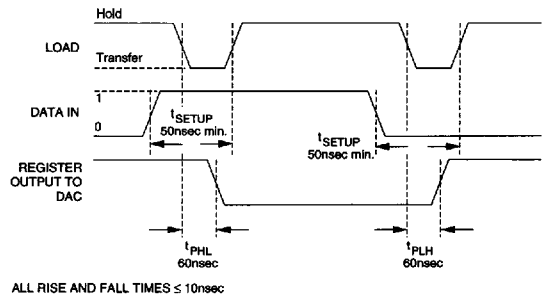 Hold
LOAD
Transfer
1
DATA IN
0
tSETUP
50nsec min.
tSETUP
50nsec min.
REGISTER
OUTPUT TO
DAC
tPHL
60nsec
tPLH
60nsec
ALL RISE AND FALL TIMES ≤ 10nsec